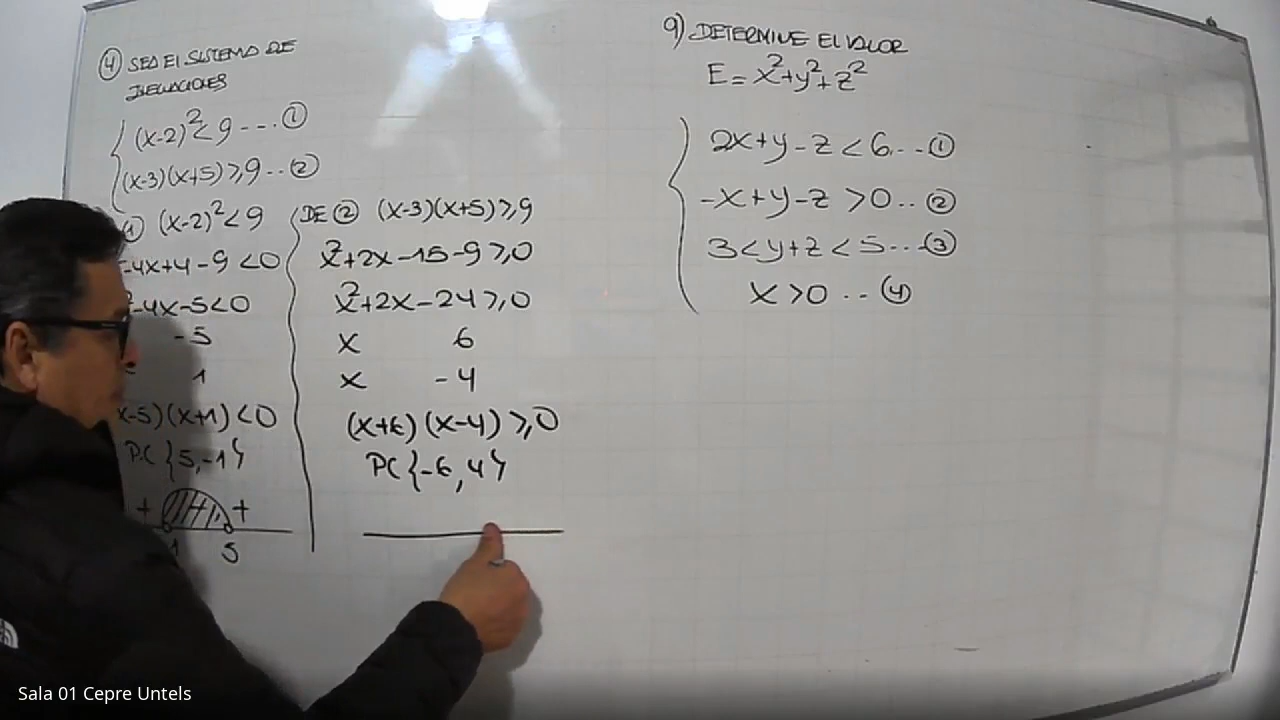 ④ SEA EL SISTEMA DE
INECUACIONES
(x-2)²<9 ---. ①
(x-3)(x+5)⩾9 -.. ②
① (x-2)²<9
-4x+4-9<0
-4x-5<0
-5
1
x-5)(x+1)<0
P.C {5,-1}
+ - +
1 5
DE ② (x-3)(x+5)⩾9
x²+2x-15-9⩾0
x²+2x-24⩾0
x 6
x -4
(x+6)(x-4)⩾0
PC{-6,4}
9) DETERMINE EL VALOR
E=x²+y²+z²
2x+y-z<6...①
-x+y-z>0..②
3<y+z<5...③
x>0 .. ④
Sala 01 Cepre Untels